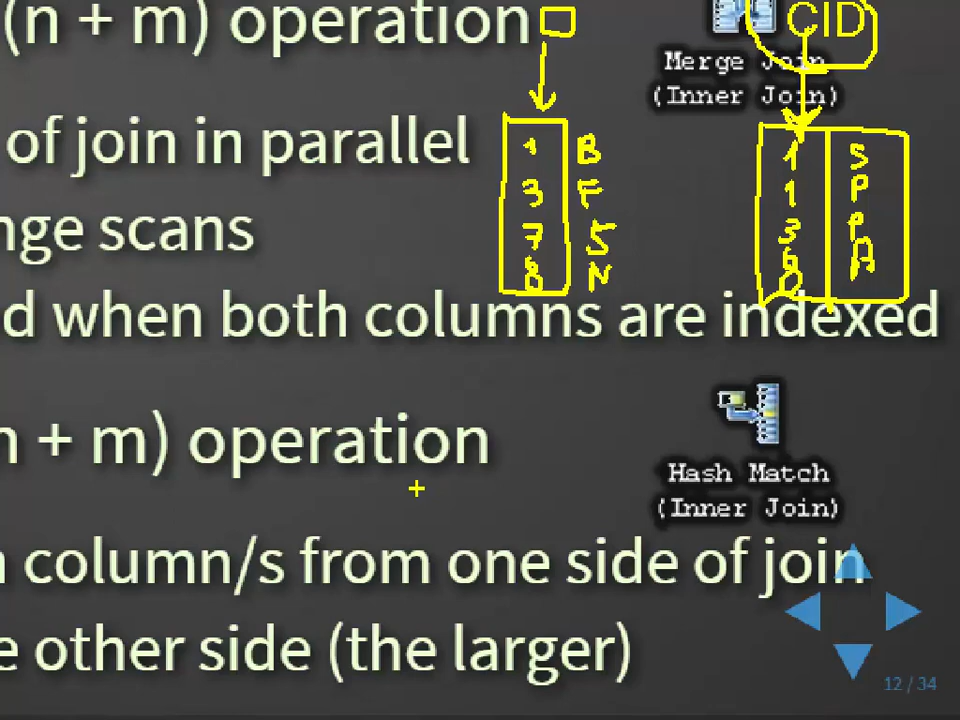 (n + m) operation
CID
Merge Join
(Inner Join)
of join in parallel
1 B
3 F
7 S
8 N
1 S
1 P
3 P
6 A
nge scans
d when both columns are indexed
n + m) operation
Hash Match
(Inner Join)
n column/s from one side of join
e other side (the larger)
12 / 34